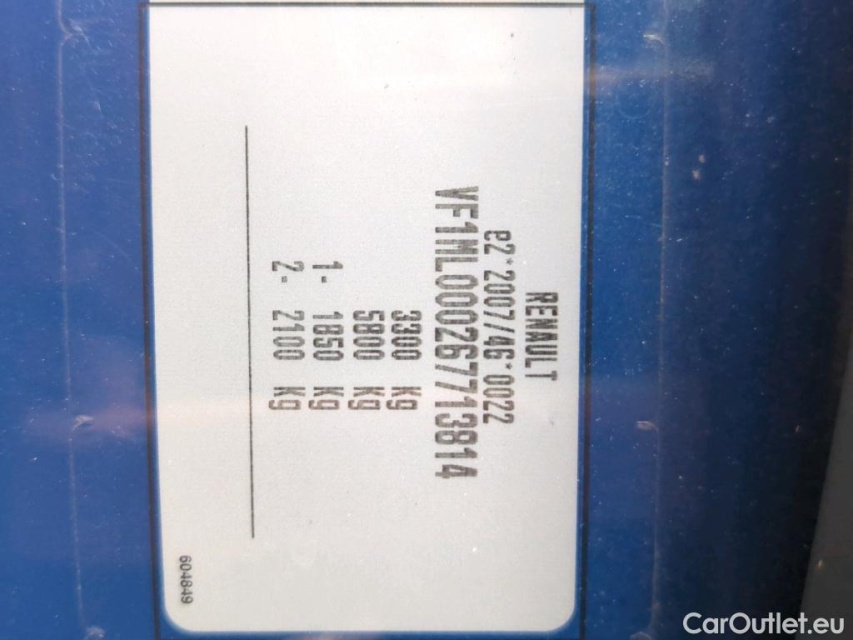 RENAULT
e2*2007/46*0022
VF1ML000267713814
3300 Kg
5800 Kg
1- 1850 Kg
2- 2100 Kg
604849
CarOutlet.eu